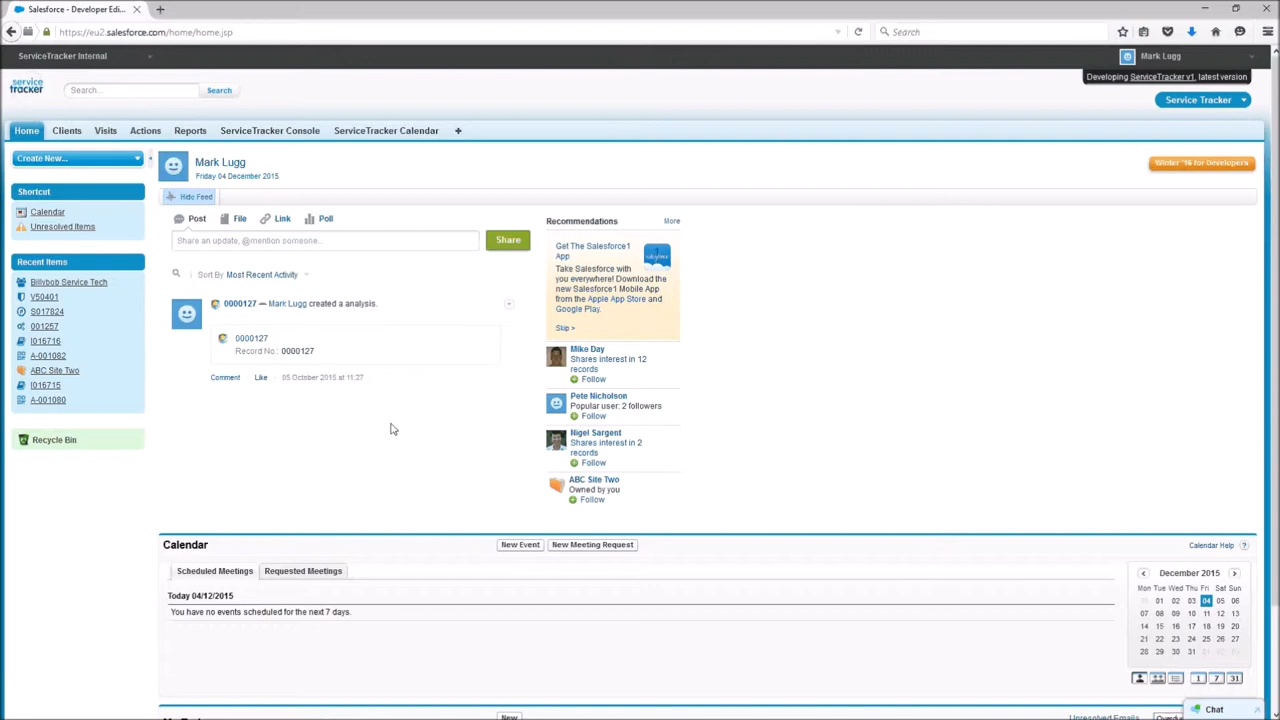 Salesforce - Developer Edi...
https://eu2.salesforce.com/home/home.jsp
Search
ServiceTracker Internal
Mark Lugg
Developing ServiceTracker v1, latest version
service
tracker
Search...
Search
Service Tracker
Home
Clients
Visits
Actions
Reports
ServiceTracker Console
ServiceTracker Calendar
Create New...
Shortcut
Calendar
Unresolved Items
Recent Items
Billybob Service Tech
V50401
S017824
001257
I016716
A-001082
ABC Site Two
I016715
A-001080
Recycle Bin
Mark Lugg
Friday 04 December 2015
Winter '16 for Developers
Hide Feed
Post
File
Link
Poll
Share an update, @mention someone...
Share
Sort By Most Recent Activity
0000127 — Mark Lugg created a analysis.
0000127
Record No.: 0000127
Comment
Like
· 05 October 2015 at 11:27
Recommendations
More
Get The Salesforce1
App
Take Salesforce with
you everywhere! Download the
new Salesforce1 Mobile App
from the Apple App Store and
Google Play.
Skip >
Mike Day
Shares interest in 12
records
Follow
Pete Nicholson
Popular user: 2 followers
Follow
Nigel Sargent
Shares interest in 2
records
Follow
ABC Site Two
Owned by you
Follow
Calendar
New Event
New Meeting Request
Calendar Help ?
Scheduled Meetings
Requested Meetings
Today 04/12/2015
You have no events scheduled for the next 7 days.
December 2015
Mon Tue Wed Thu Fri Sat Sun
01 02 03 04 05 06
07 08 09 10 11 12 13
14 15 16 17 18 19 20
21 22 23 24 25 26 27
28 29 30 31
1 7 31
New
Unresolved Emails
Chat